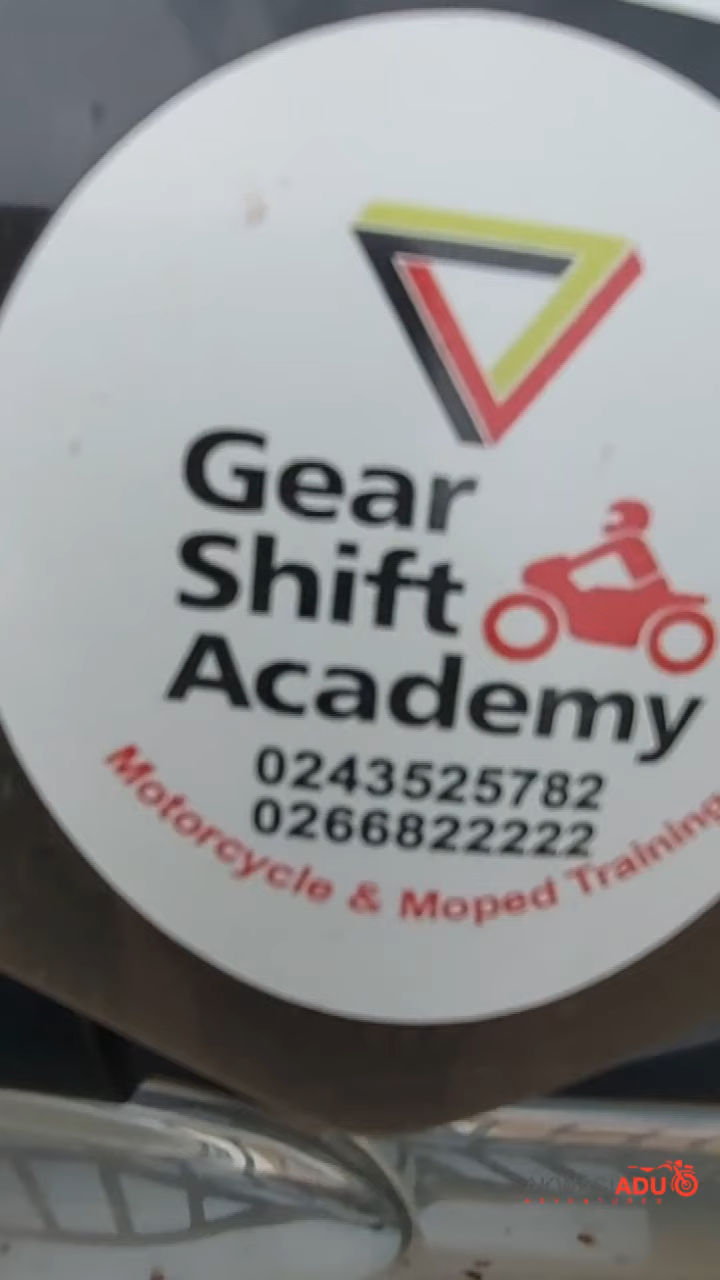 Gear
Shift
Academy
0243525782
0266822222
Motorcycle & Moped Training
ADU